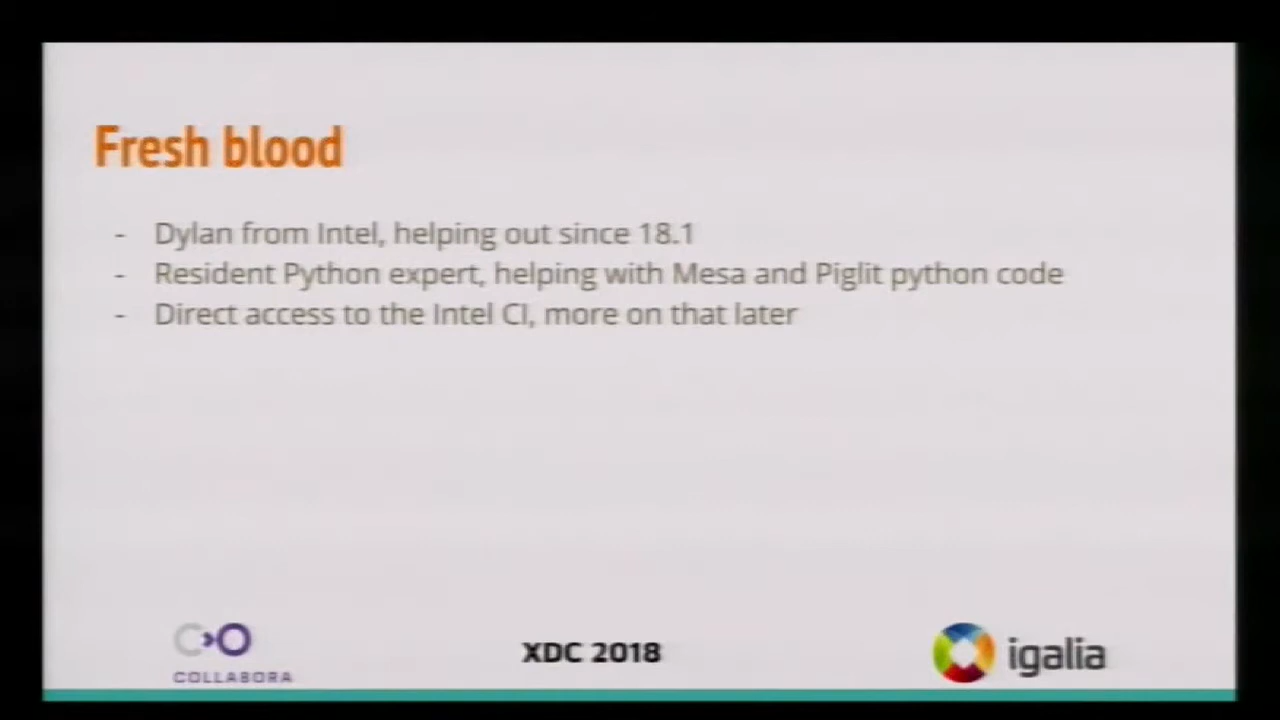 Fresh blood
- Dylan from Intel, helping out since 18.1
- Resident Python expert, helping with Mesa and Piglit python code
- Direct access to the Intel CI, more on that later
COLLABORA
XDC 2018
igalia